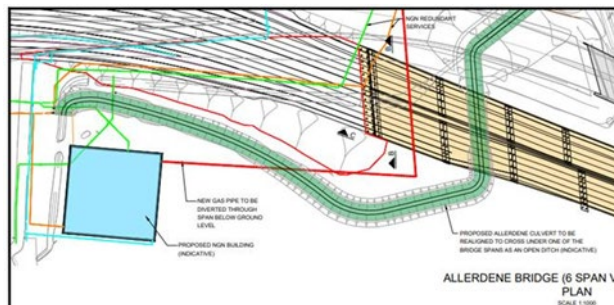 NGN REDUNDANT
SERVICES
NEW GAS PIPE TO BE
DIVERTED THROUGH
SPAN BELOW GROUND
LEVEL
PROPOSED NGN BUILDING
(INDICATIVE)
PROPOSED ALLERDENE CULVERT TO BE
REALIGNED TO CROSS UNDER ONE OF THE
BRIDGE SPANS AS AN OPEN DITCH (INDICATIVE)
ALLERDENE BRIDGE (6 SPAN V
PLAN
SCALE 1:1000